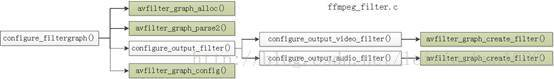 ffmpeg_filter.c
avfilter_graph_alloc()
avfilter_graph_parse2()
configure_filtergraph()
configure_output_filter()
configure_output_video_filter()
avfilter_graph_create_filter()
configure_output_audio_filter()
avfilter_graph_create_filter()
avfilter_graph_config()